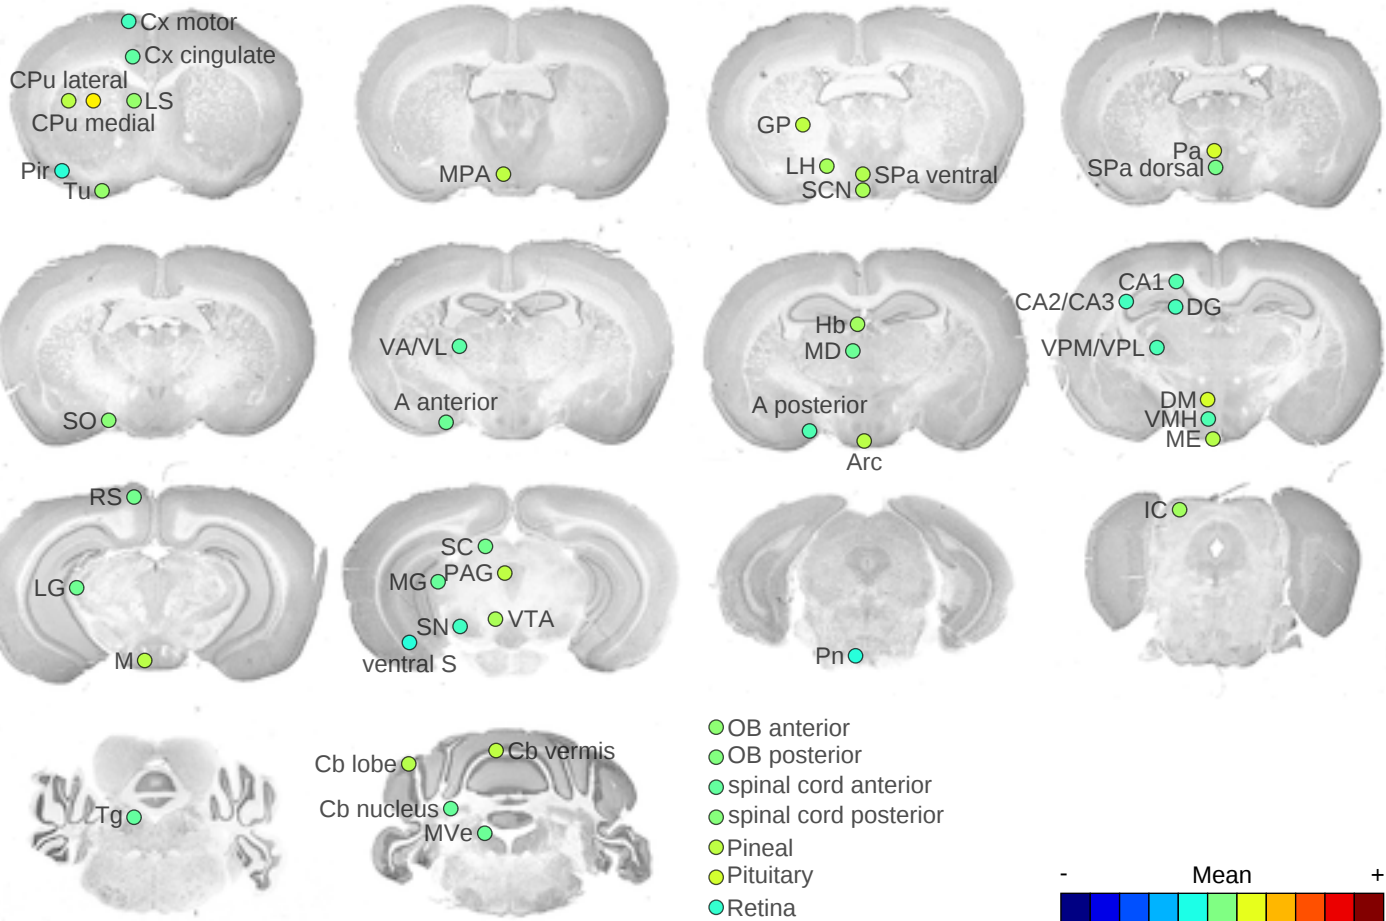 Cx motor
Cx cingulate
CPu lateral
LS
CPu medial
Pir
Tu
MPA
GP
LH
SPa ventral
SCN
Pa
SPa dorsal
SO
VA/VL
A anterior
Hb
MD
A posterior
Arc
CA1
CA2/CA3
DG
VPM/VPL
DM
VMH
ME
RS
LG
M
SC
MG
PAG
SN
VTA
ventral S
Pn
IC
Tg
Cb lobe
Cb vermis
Cb nucleus
MVe
OB anterior
OB posterior
spinal cord anterior
spinal cord posterior
Pineal
Pituitary
Retina
- Mean +